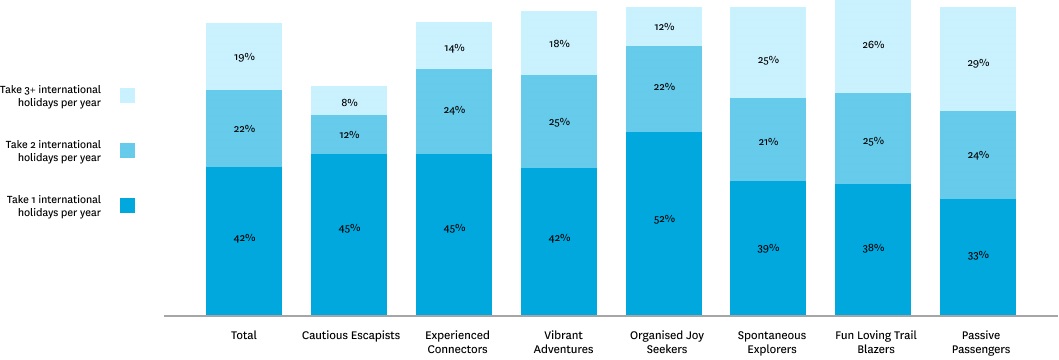 19%
14%
18%
12%
25%
26%
29%
Take 3+ international
holidays per year
8%
22%
12%
24%
25%
22%
21%
25%
24%
Take 2 international
holidays per year
Take 1 international
holidays per year
42%
45%
45%
42%
52%
39%
38%
33%
Total
Cautious Escapists
Experienced
Connectors
Vibrant
Adventures
Organised Joy
Seekers
Spontaneous
Explorers
Fun Loving Trail
Blazers
Passive
Passengers